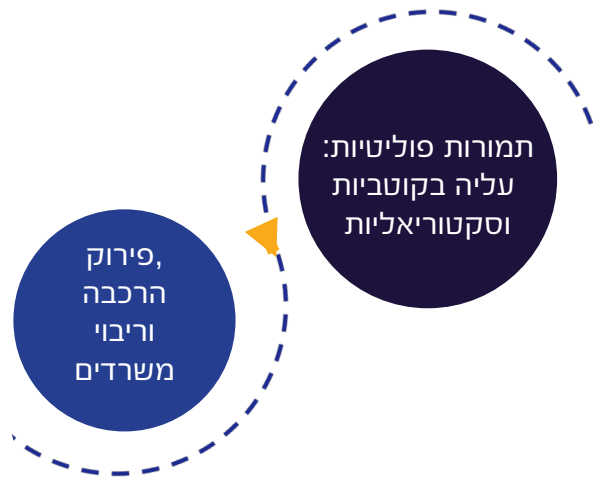 תמורות פוליטיות:
עליה בקוטביות
וסקטוריאליות
פירוק,
הרכבה
וריבוי
משרדים